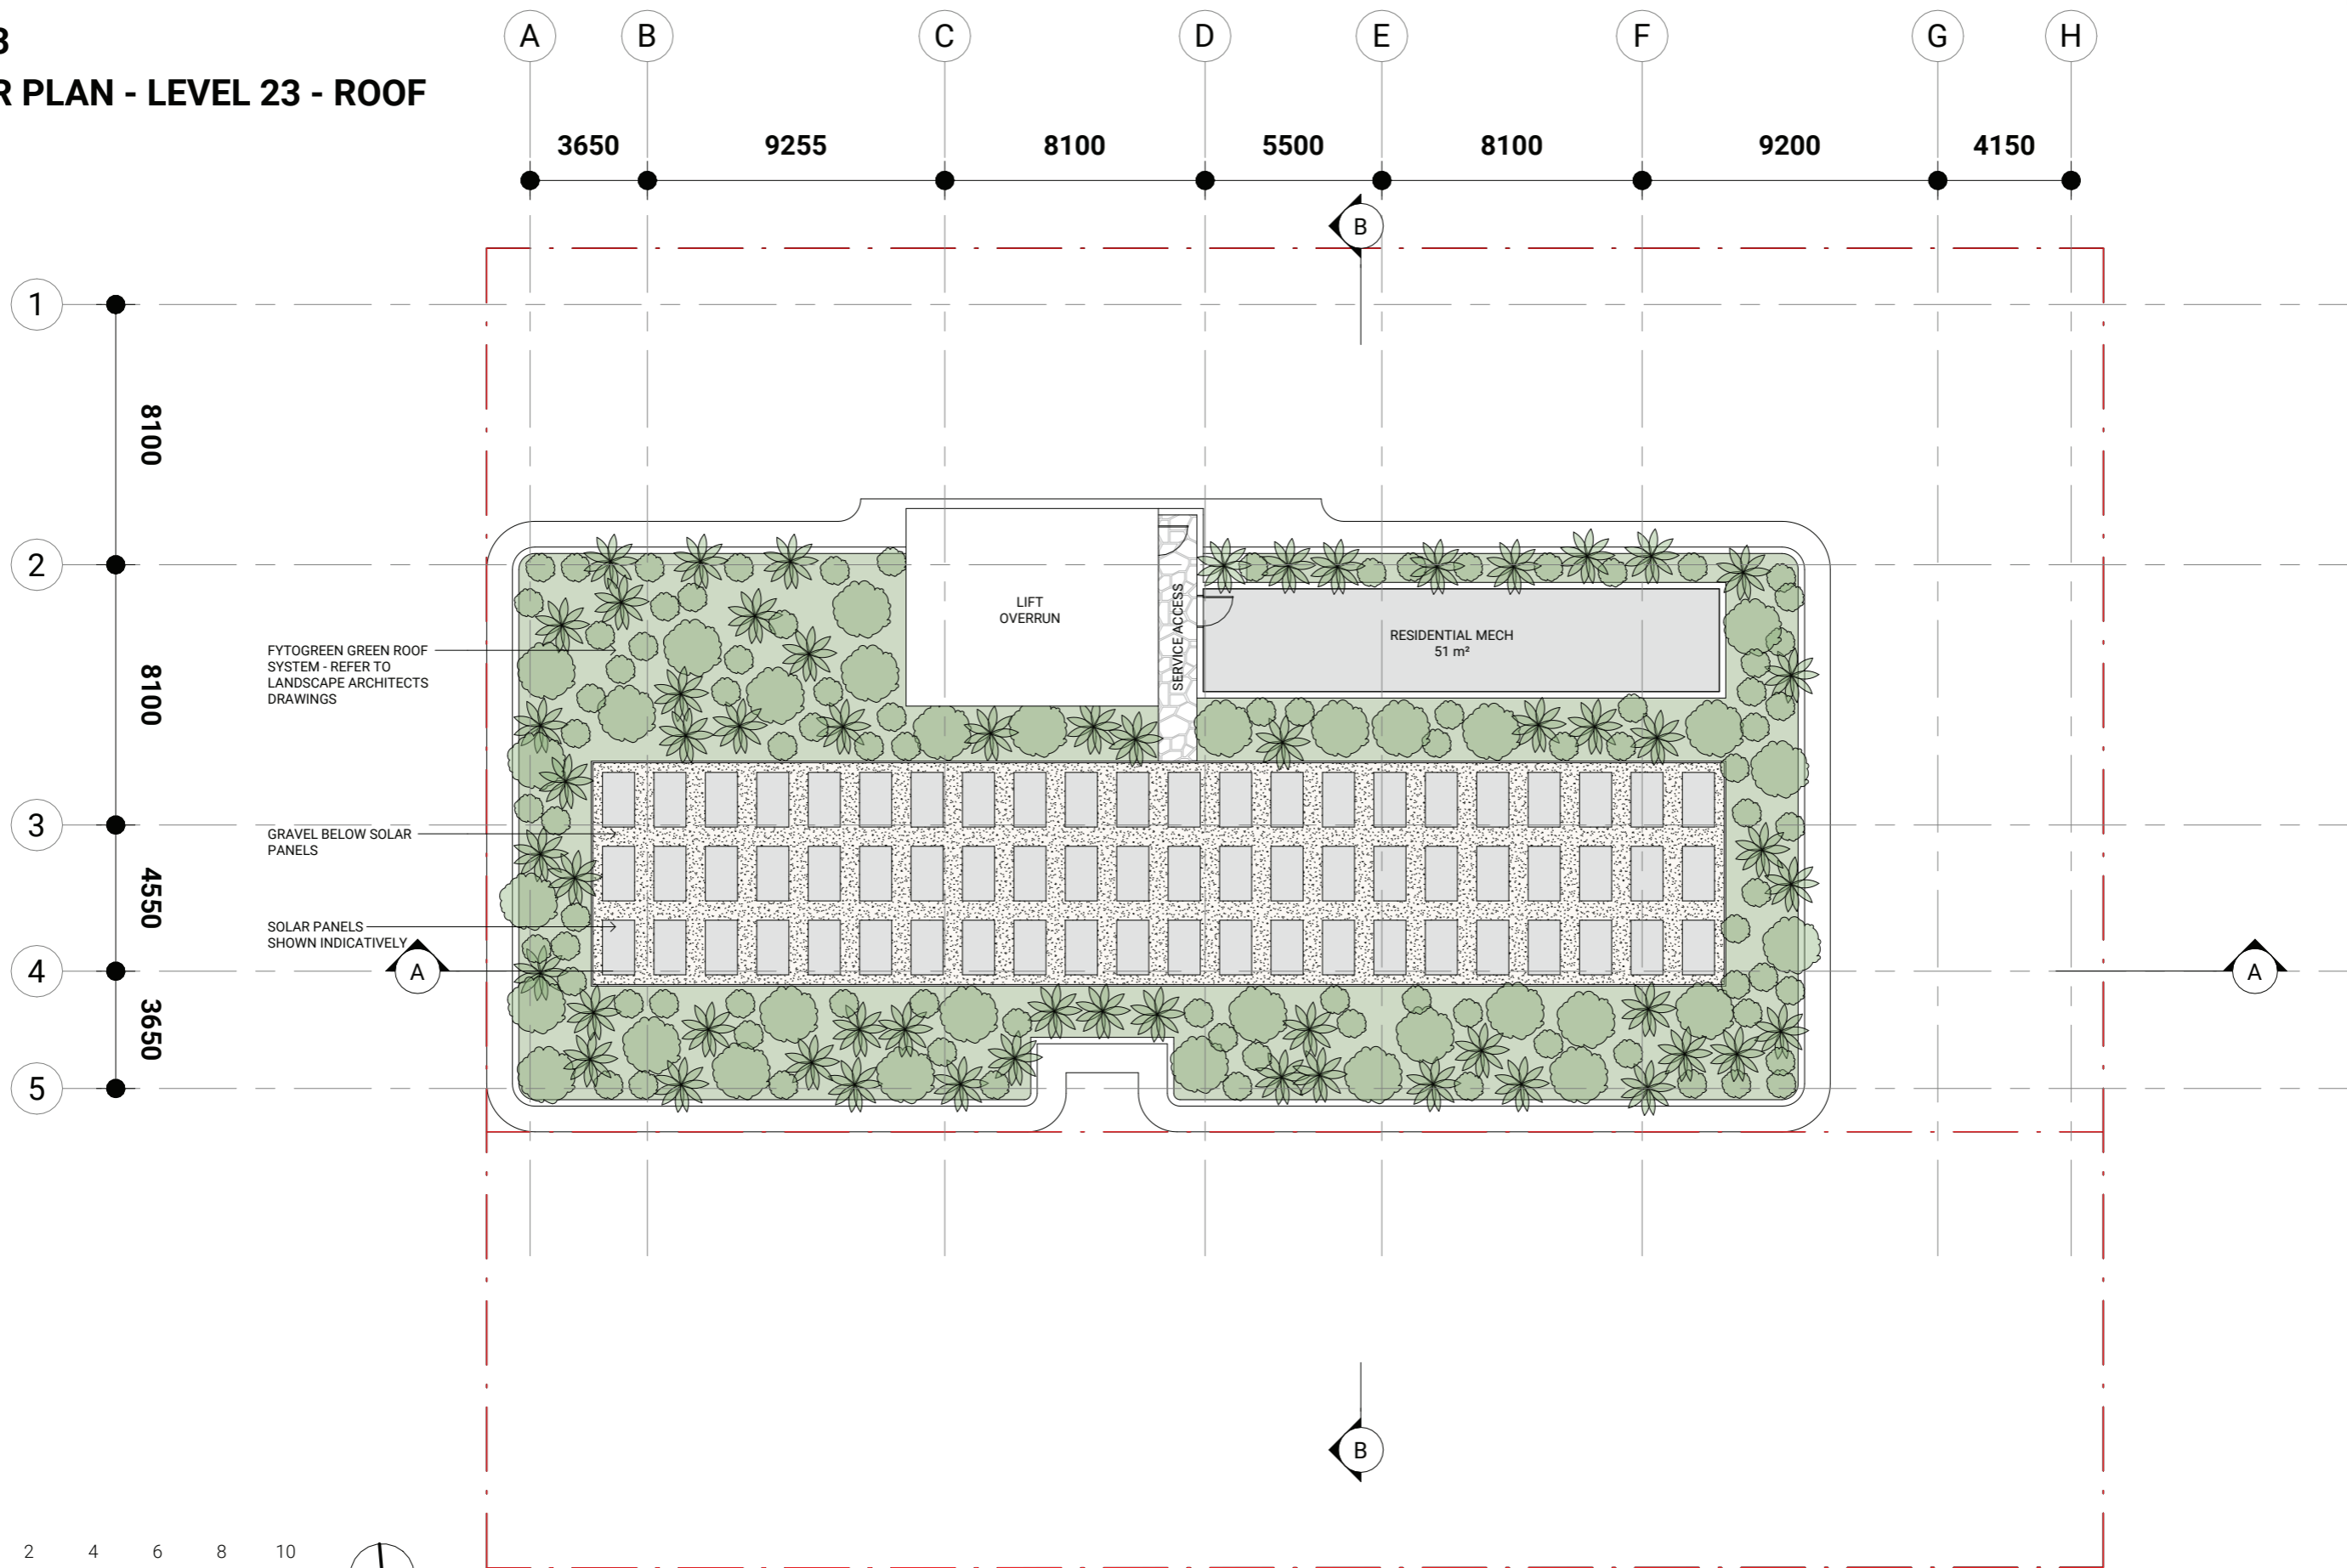 A B C D E F G H
PLAN - LEVEL 23 - ROOF
3650 9255 8100 5500 8100 9200 4150
B
1
8100
2
LIFT
OVERRUN
SERVICE ACCESS
RESIDENTIAL MECH
51 m²
FYTOGREEN GREEN ROOF
SYSTEM - REFER TO
LANDSCAPE ARCHITECTS
DRAWINGS
8100
3
GRAVEL BELOW SOLAR
PANELS
4550
SOLAR PANELS
SHOWN INDICATIVELY
4
A
A
3650
5
B
2 4 6 8 10